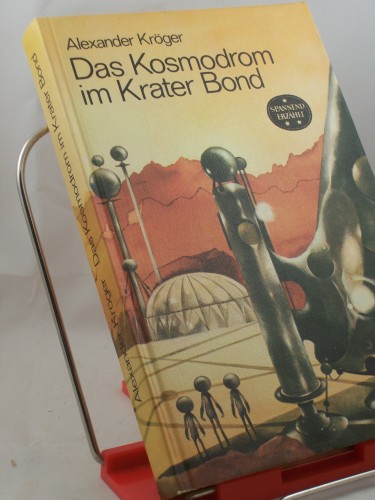 Alexander Kröger
Das Kosmodrom
im Krater Bond
SPANNEND
ERZÄHLT
Alexander Kröger · Das Kosmodrom im Krater Bond